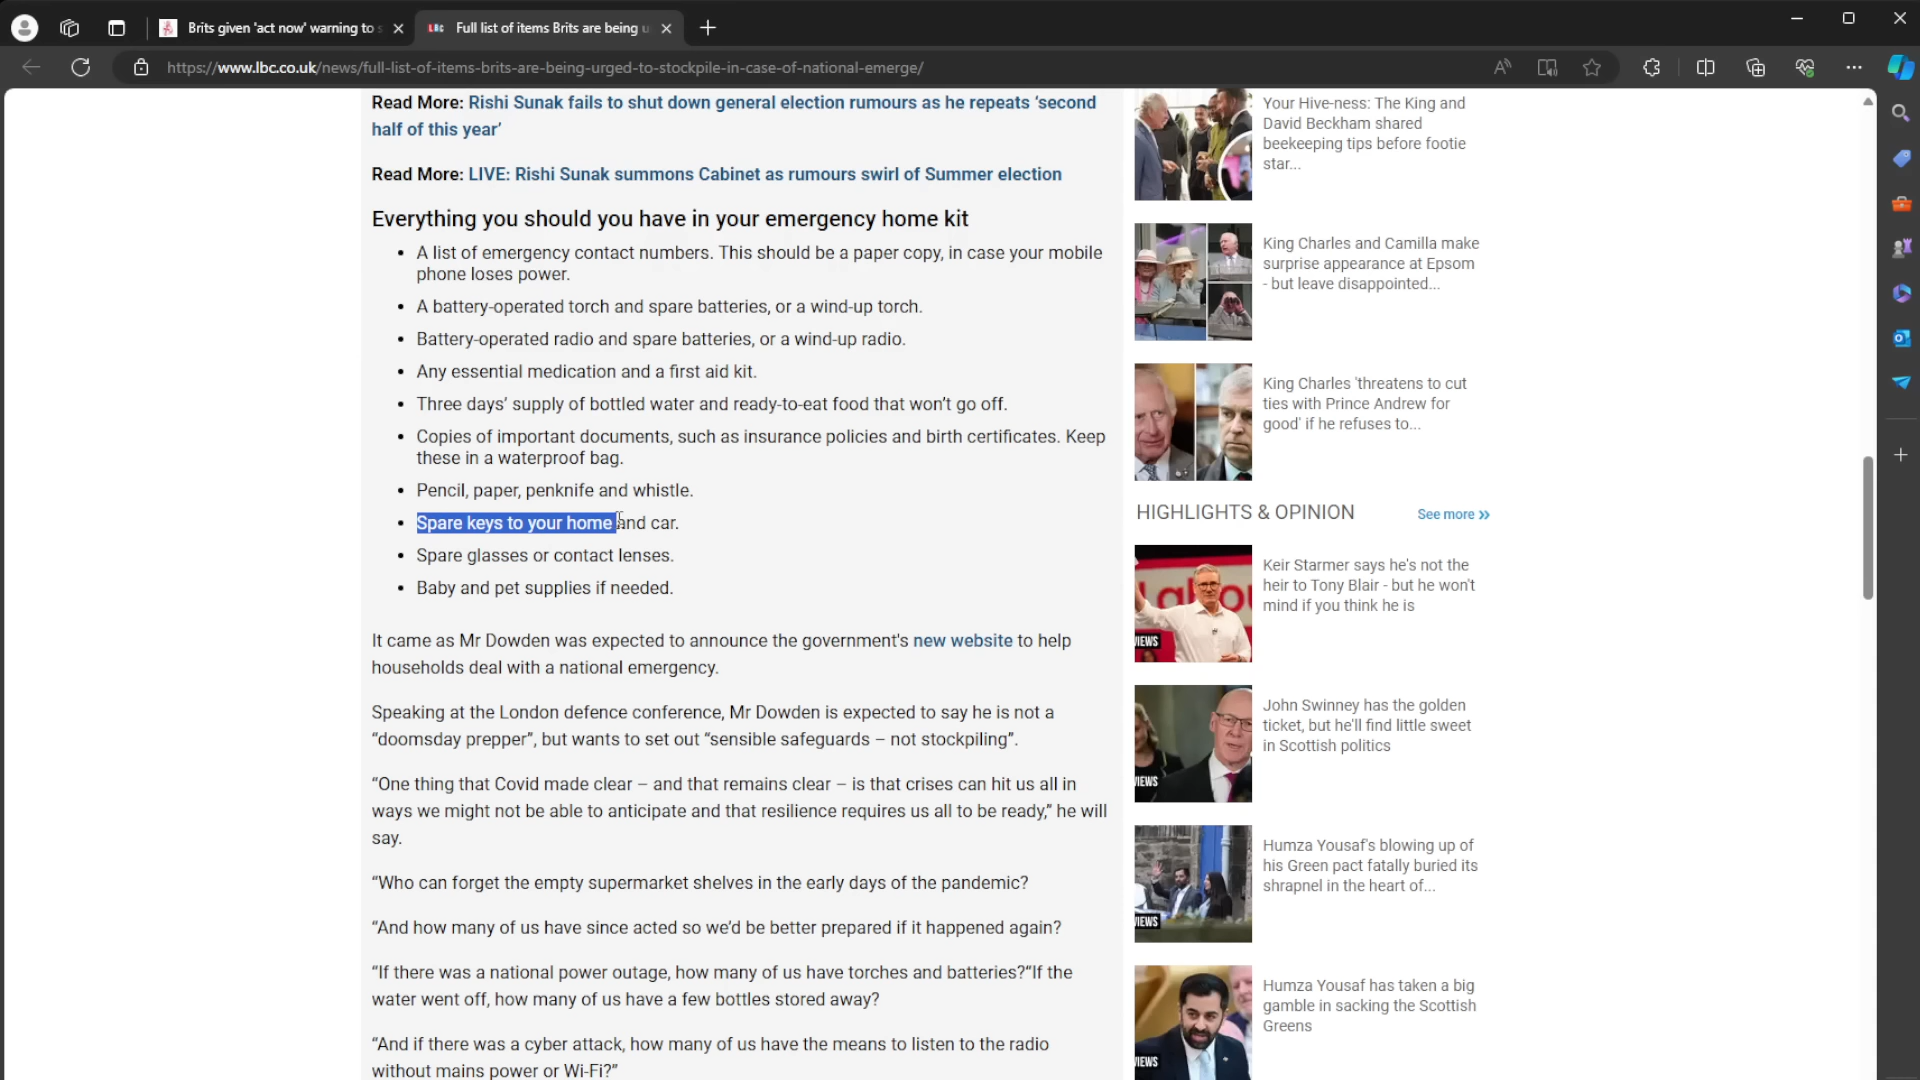 Brits given 'act now' warning to s
Full list of items Brits are being u
https://www.lbc.co.uk/news/full-list-of-items-brits-are-being-urged-to-stockpile-in-case-of-national-emerge/
Read More: Rishi Sunak fails to shut down general election rumours as he repeats ‘second
half of this year’
Read More: LIVE: Rishi Sunak summons Cabinet as rumours swirl of Summer election
Everything you should you have in your emergency home kit
• A list of emergency contact numbers. This should be a paper copy, in case your mobile
phone loses power.
• A battery-operated torch and spare batteries, or a wind-up torch.
• Battery-operated radio and spare batteries, or a wind-up radio.
• Any essential medication and a first aid kit.
• Three days’ supply of bottled water and ready-to-eat food that won’t go off.
• Copies of important documents, such as insurance policies and birth certificates. Keep
these in a waterproof bag.
• Pencil, paper, penknife and whistle.
• Spare keys to your home and car.
• Spare glasses or contact lenses.
• Baby and pet supplies if needed.
It came as Mr Dowden was expected to announce the government's new website to help
households deal with a national emergency.
Speaking at the London defence conference, Mr Dowden is expected to say he is not a
“doomsday prepper”, but wants to set out “sensible safeguards – not stockpiling”.
“One thing that Covid made clear – and that remains clear – is that crises can hit us all in
ways we might not be able to anticipate and that resilience requires us all to be ready,” he will
say.
“Who can forget the empty supermarket shelves in the early days of the pandemic?
“And how many of us have since acted so we’d be better prepared if it happened again?
“If there was a national power outage, how many of us have torches and batteries?“If the
water went off, how many of us have a few bottles stored away?
“And if there was a cyber attack, how many of us have the means to listen to the radio
without mains power or Wi-Fi?”
Your Hive-ness: The King and
David Beckham shared
beekeeping tips before footie
star...
King Charles and Camilla make
surprise appearance at Epsom
- but leave disappointed...
King Charles 'threatens to cut
ties with Prince Andrew for
good' if he refuses to...
HIGHLIGHTS & OPINION
See more »
Keir Starmer says he's not the
heir to Tony Blair - but he won't
mind if you think he is
IEWS
John Swinney has the golden
ticket, but he'll find little sweet
in Scottish politics
IEWS
Humza Yousaf's blowing up of
his Green pact fatally buried its
shrapnel in the heart of...
IEWS
Humza Yousaf has taken a big
gamble in sacking the Scottish
Greens
IEWS